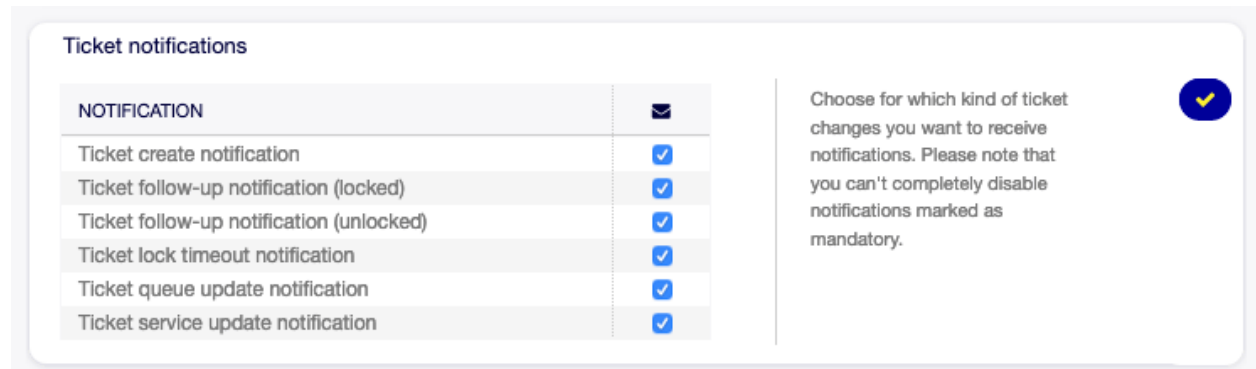 Ticket notifications
NOTIFICATION
Ticket create notification
Ticket follow-up notification (locked)
Ticket follow-up notification (unlocked)
Ticket lock timeout notification
Ticket queue update notification
Ticket service update notification
Choose for which kind of ticket
changes you want to receive
notifications. Please note that
you can't completely disable
notifications marked as
mandatory.